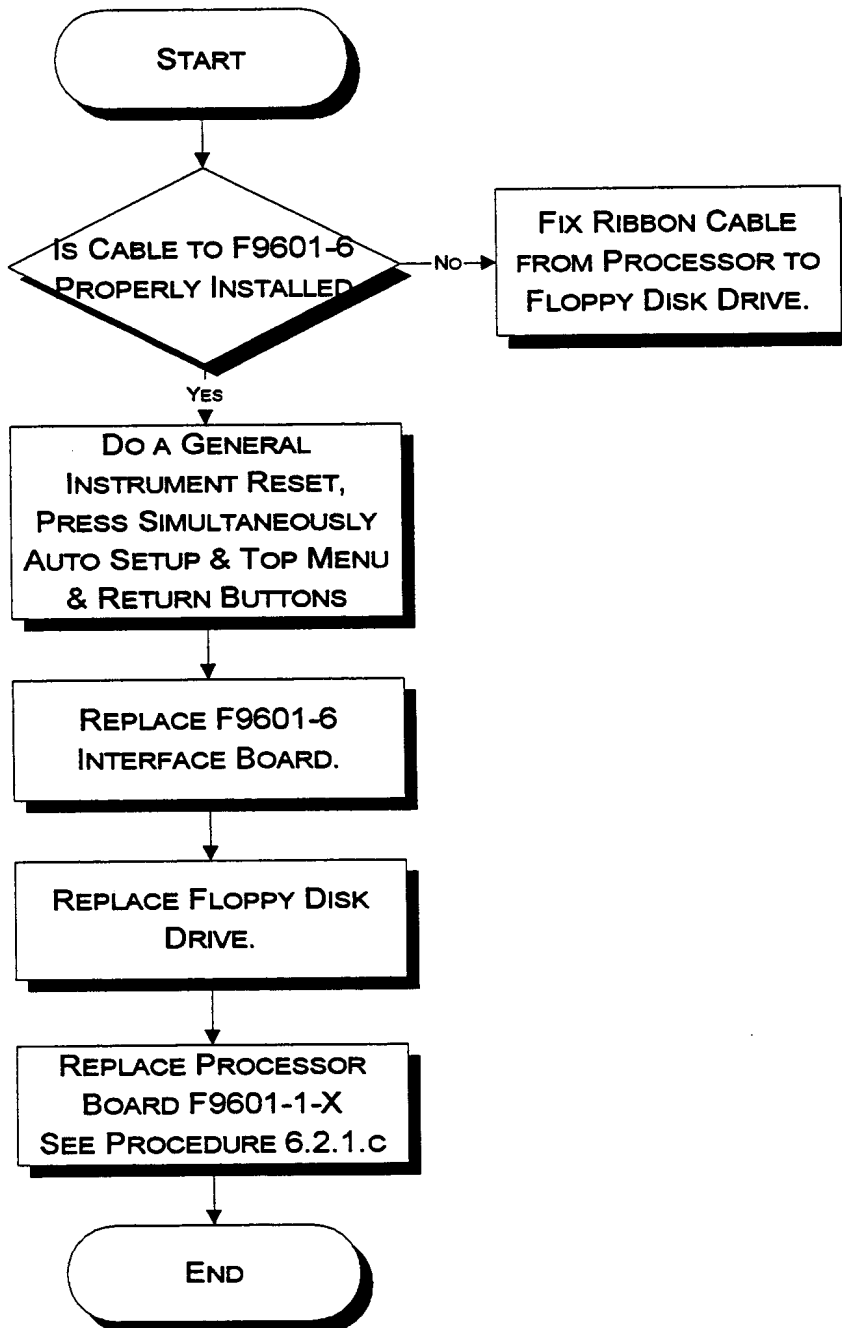 START
IS CABLE TO F9601-6
PROPERLY INSTALLED
NO
FIX RIBBON CABLE
FROM PROCESSOR TO
FLOPPY DISK DRIVE.
YES
DO A GENERAL
INSTRUMENT RESET,
PRESS SIMULTANEOUSLY
AUTO SETUP & TOP MENU
& RETURN BUTTONS
REPLACE F9601-6
INTERFACE BOARD.
REPLACE FLOPPY DISK
DRIVE.
REPLACE PROCESSOR
BOARD F9601-1-X
SEE PROCEDURE 6.2.1.c
END